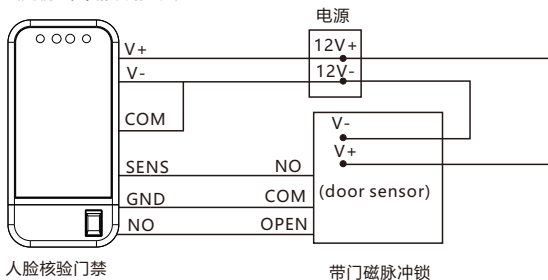 电源
V+
12V+
V-
12V-
COM
V-
V+
SENS
NO
(door sensor)
GND
COM
NO
OPEN
人脸核验门禁
带门磁脉冲锁